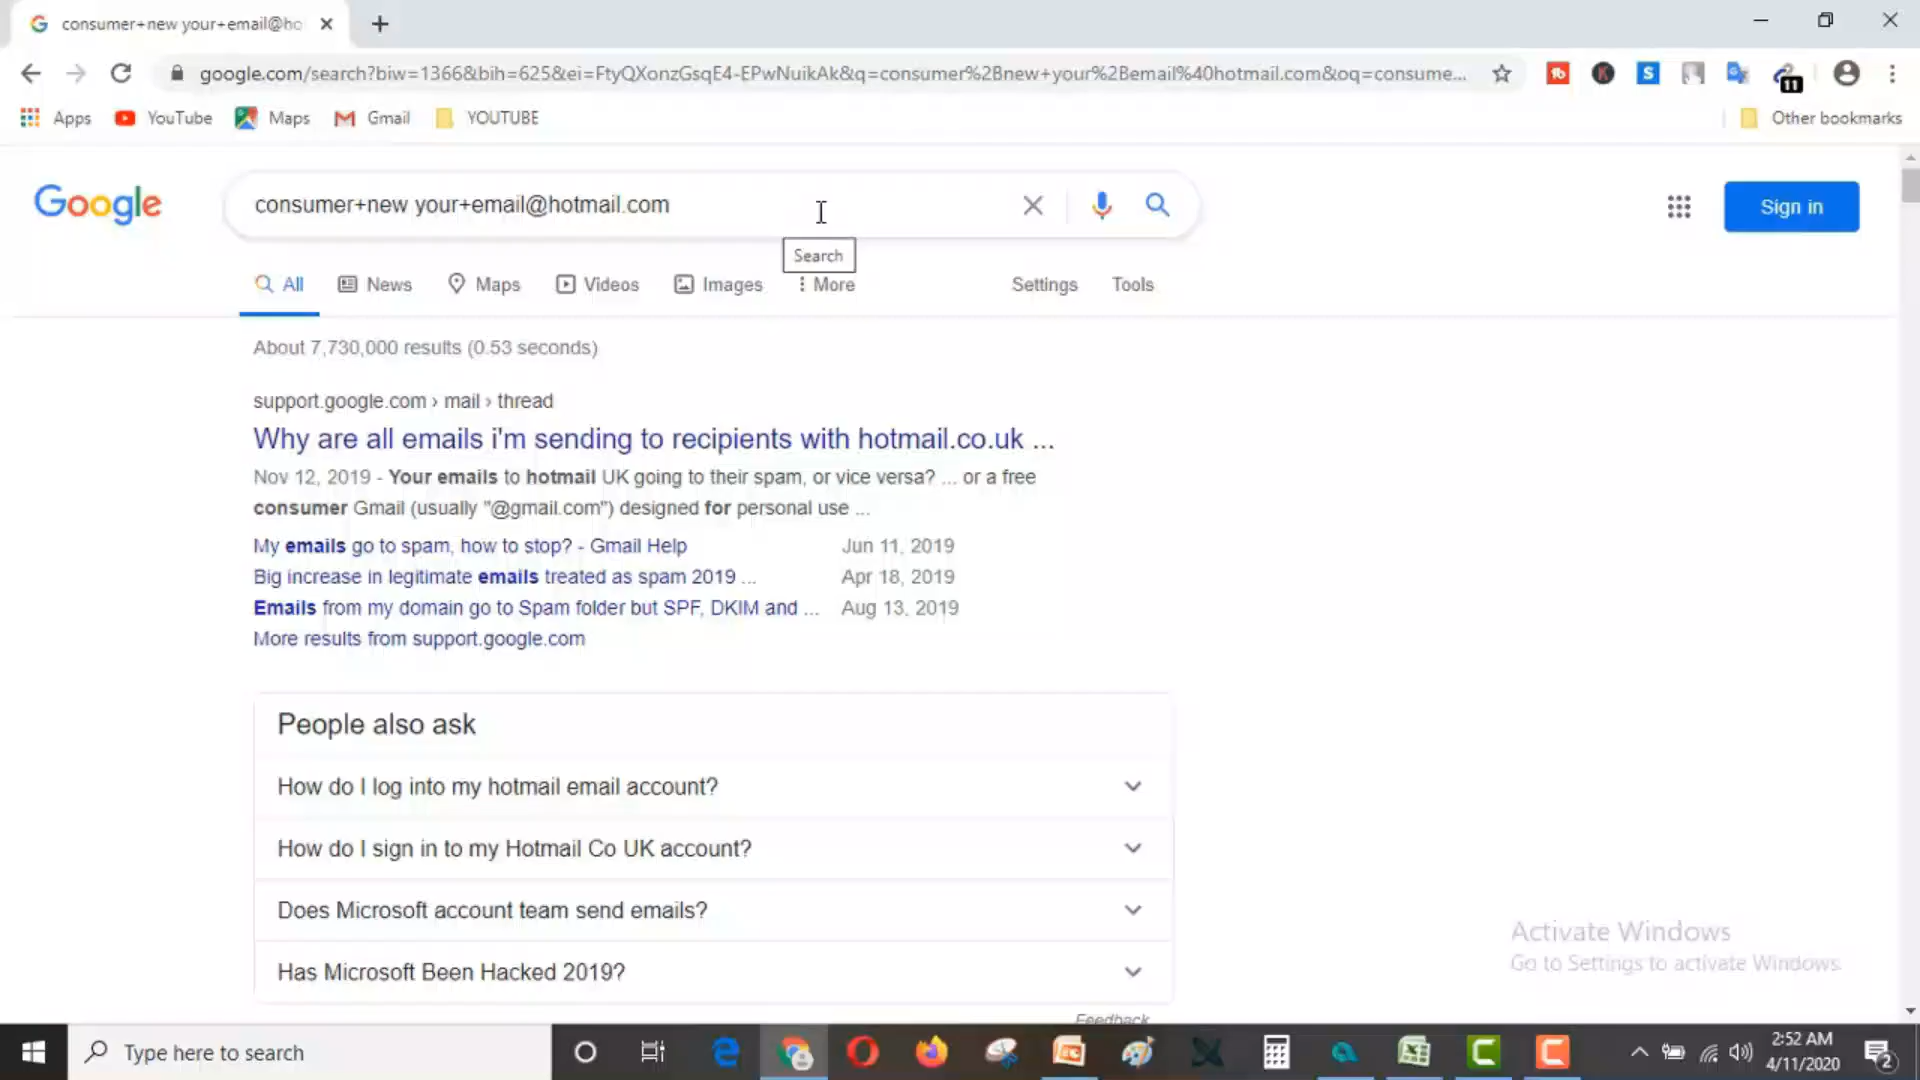 consumer+new your+email@ho
google.com/search?biw=1366&bih=625&ei=FtyQXonzGsqE4-EPwNuikAk&q=consumer%2Bnew+your%2Bemail%40hotmail.com&oq=consume...
11
Apps YouTube Maps Gmail YOUTUBE Other bookmarks
Google
consumer+new your+email@hotmail.com
Sign in
Search
All News Maps Videos Images More Settings Tools
About 7,730,000 results (0.53 seconds)
support.google.com › mail › thread
Why are all emails i'm sending to recipients with hotmail.co.uk ...
Nov 12, 2019 - Your emails to hotmail UK going to their spam, or vice versa? ... or a free
consumer Gmail (usually "@gmail.com") designed for personal use ...
My emails go to spam, how to stop? - Gmail Help Jun 11, 2019
Big increase in legitimate emails treated as spam 2019 ... Apr 18, 2019
Emails from my domain go to Spam folder but SPF, DKIM and ... Aug 13, 2019
More results from support.google.com
People also ask
How do I log into my hotmail email account?
How do I sign in to my Hotmail Co UK account?
Does Microsoft account team send emails?
Has Microsoft Been Hacked 2019?
Feedback
Activate Windows
Go to Settings to activate Windows.
Type here to search
2:52 AM
4/11/2020
2